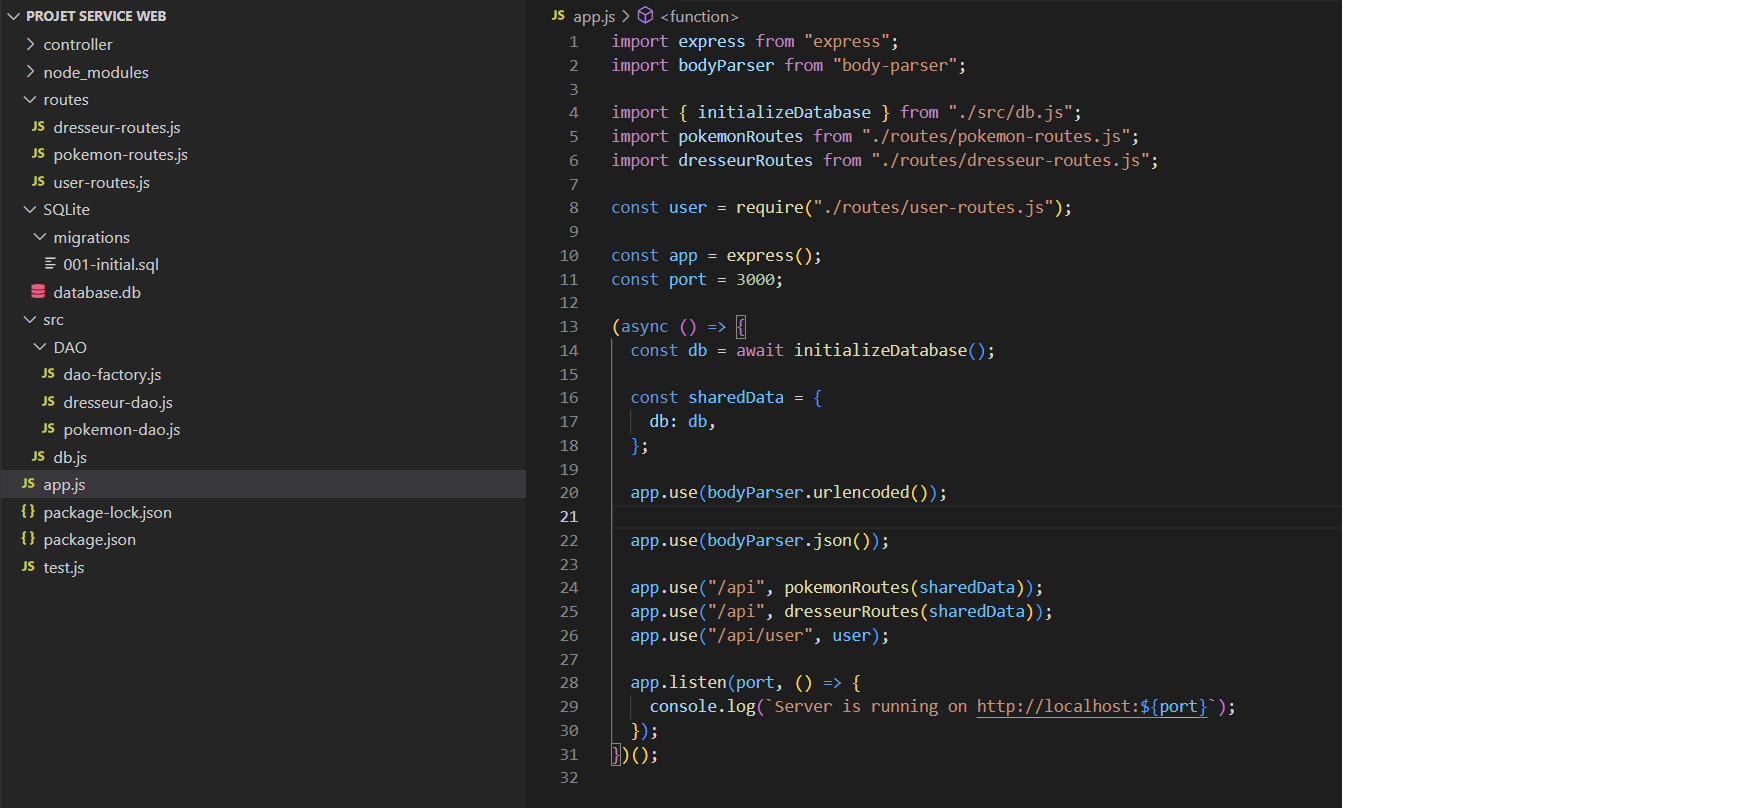 PROJET SERVICE WEB
controller
node_modules
routes
JS dresseur-routes.js
JS pokemon-routes.js
JS user-routes.js
SQLite
migrations
001-initial.sql
database.db
src
DAO
JS dao-factory.js
JS dresseur-dao.js
JS pokemon-dao.js
JS db.js
JS app.js
{} package-lock.json
{} package.json
JS test.js
JS app.js > <function>
1 import express from "express";
2 import bodyParser from "body-parser";
3
4 import { initializeDatabase } from "./src/db.js";
5 import pokemonRoutes from "./routes/pokemon-routes.js";
6 import dresseurRoutes from "./routes/dresseur-routes.js";
7
8 const user = require("./routes/user-routes.js");
9
10 const app = express();
11 const port = 3000;
12
13 (async () => {
14   const db = await initializeDatabase();
15
16   const sharedData = {
17     db: db,
18   };
19
20   app.use(bodyParser.urlencoded());
21
22   app.use(bodyParser.json());
23
24   app.use("/api", pokemonRoutes(sharedData));
25   app.use("/api", dresseurRoutes(sharedData));
26   app.use("/api/user", user);
27
28   app.listen(port, () => {
29     console.log(`Server is running on http://localhost:${port}`);
30   });
31 })();
32